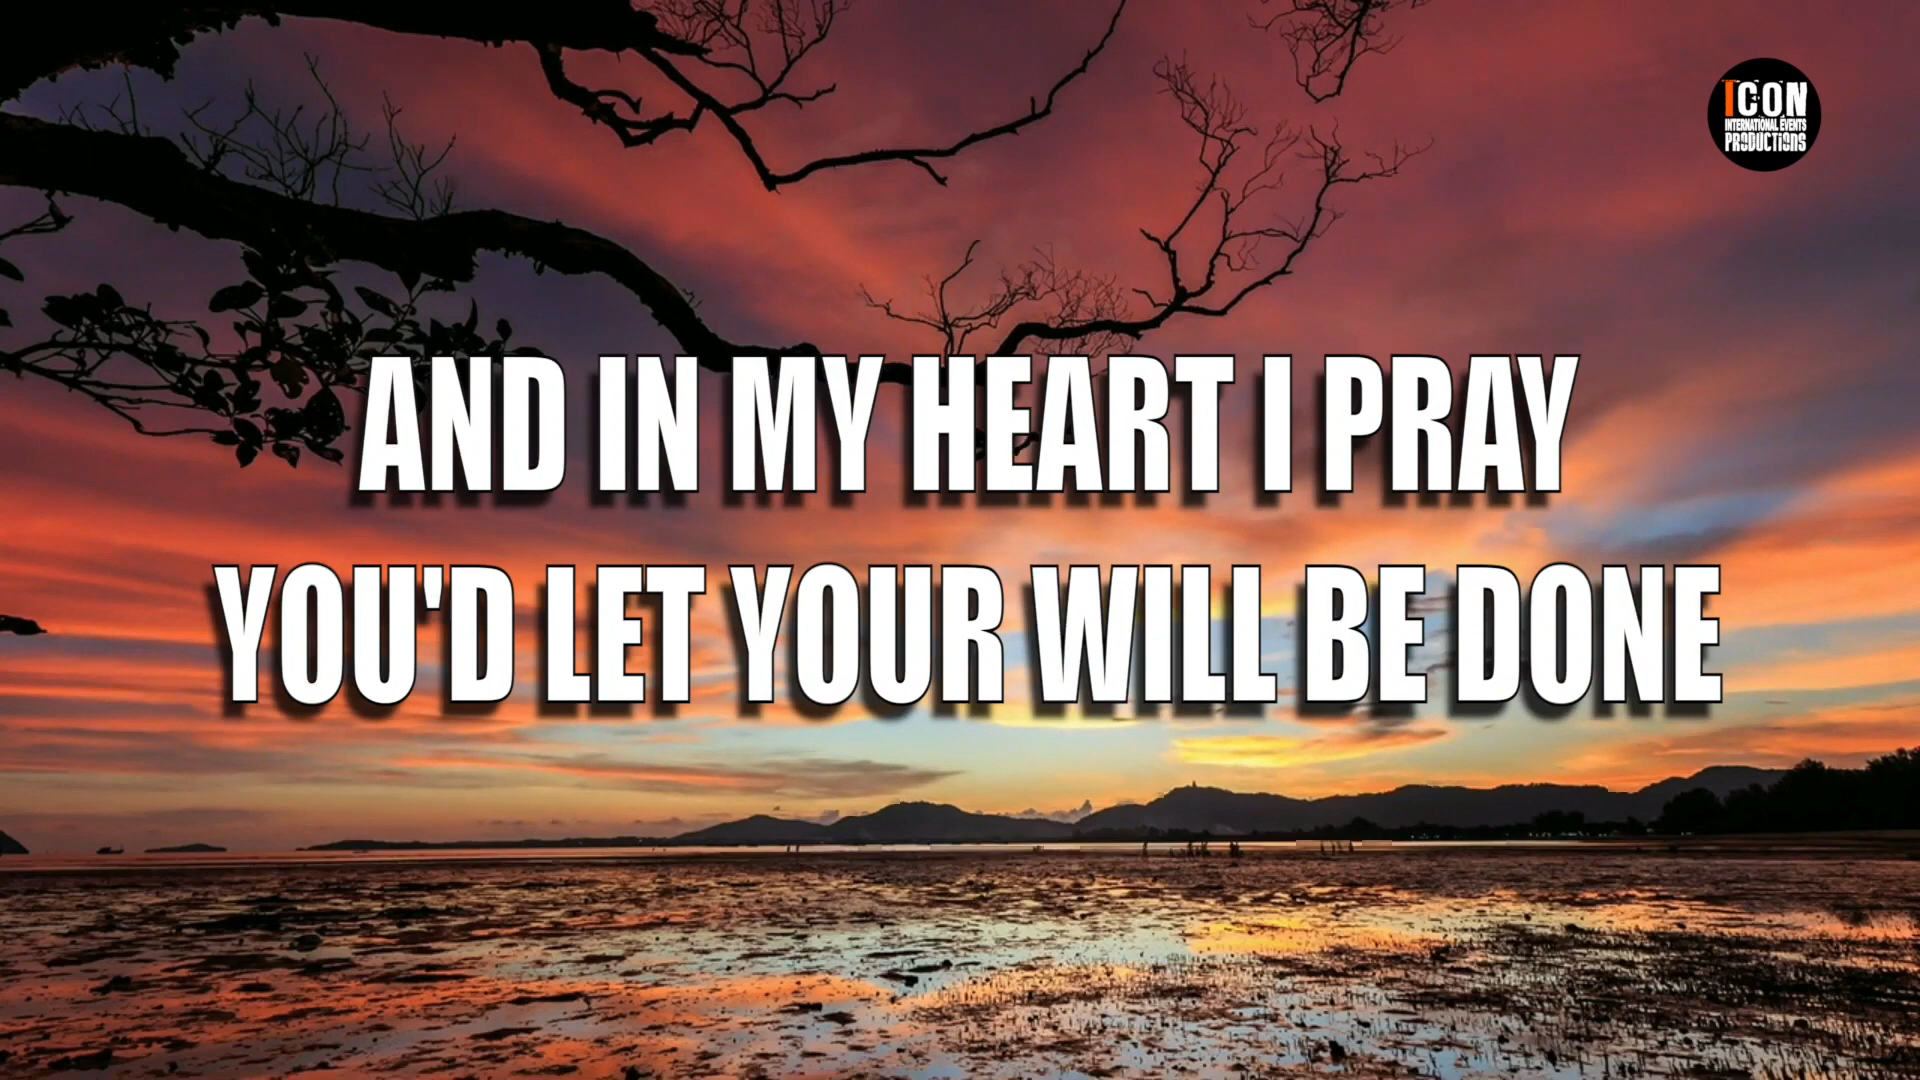 ICON
INTERNATIONAL EVENTS
PRODUCTIONS
AND IN MY HEART I PRAY
YOU'D LET YOUR WILL BE DONE